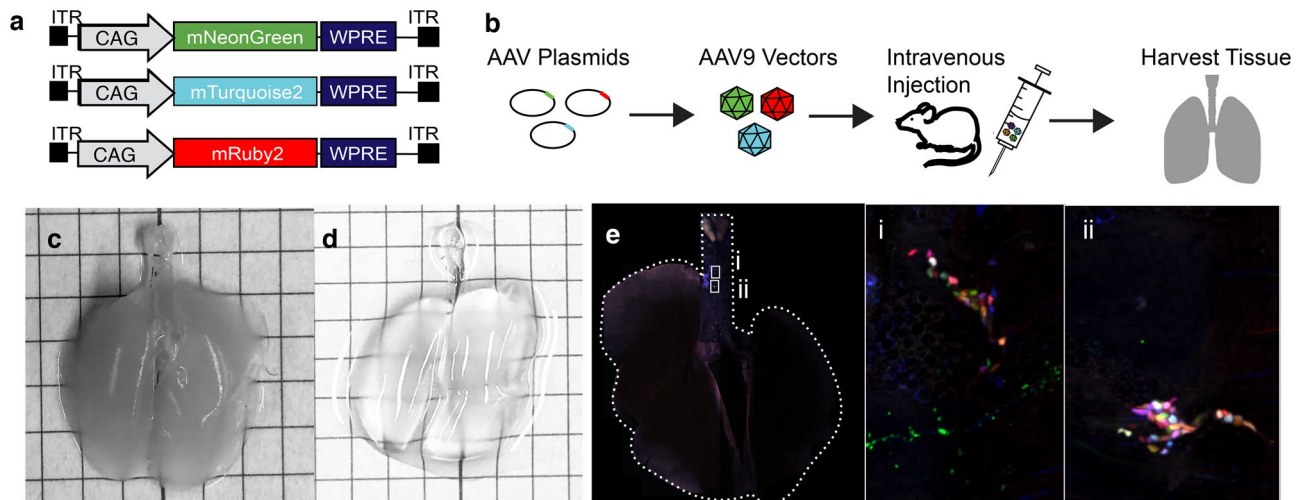 a
ITR
ITR
CAG
mNeonGreen
WPRE
ITR
ITR
CAG
mTurquoise2
WPRE
ITR
ITR
CAG
mRuby2
WPRE
b
AAV Plasmids
AAV9 Vectors
Intravenous
Injection
Harvest Tissue
c
d
e
i
ii
i
ii